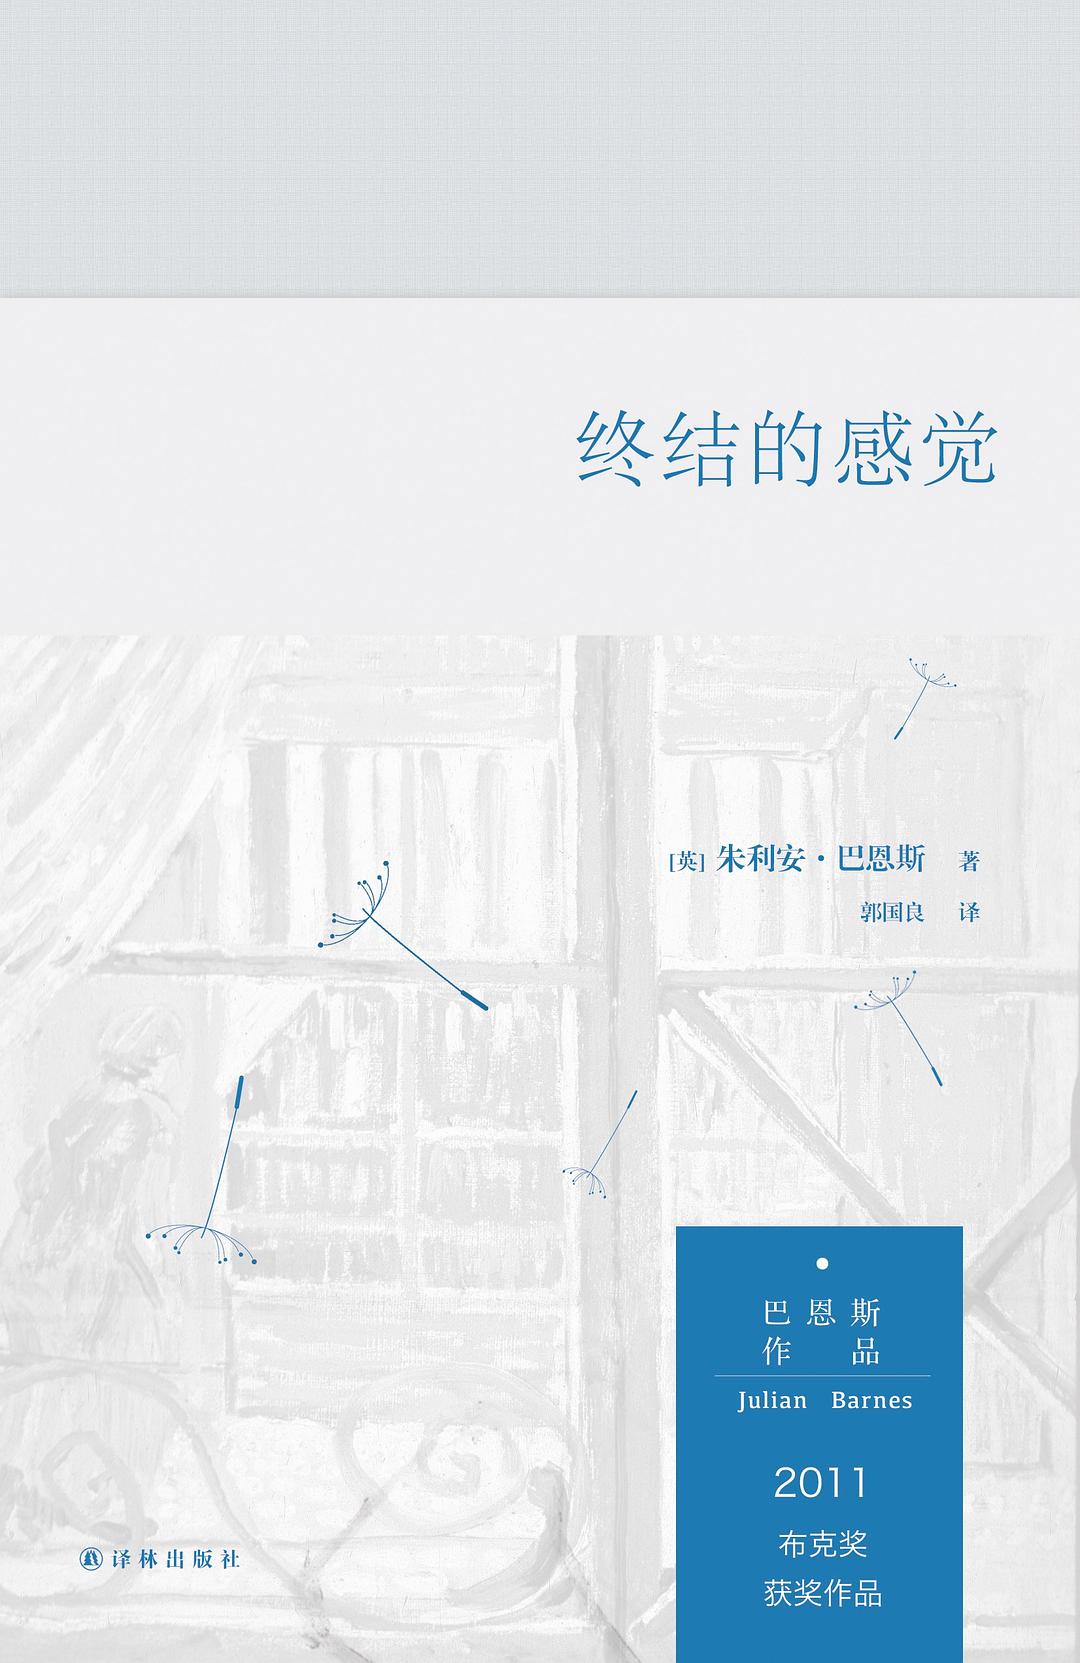 终结的感觉
[英] 朱利安·巴恩斯 著
郭国良 译
巴恩斯
作品
Julian Barnes
2011
布克奖
获奖作品
译林出版社